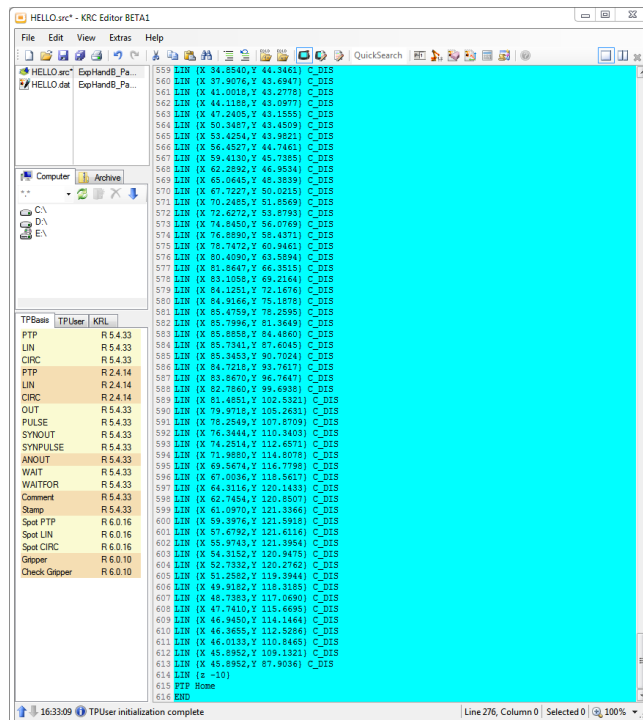 HELLO.src* - KRC Editor BETA1
File Edit View Extras Help
QuickSearch
HELLO.src* ExpHandB_Pa...
HELLO.dat ExpHandB_Pa...
Computer Archive
*.*
C:\
D:\
E:\
TPBasis TPUser KRL
PTP R 5.4.33
LIN R 5.4.33
CIRC R 5.4.33
PTP R 2.4.14
LIN R 2.4.14
CIRC R 2.4.14
OUT R 5.4.33
PULSE R 5.4.33
SYNOUT R 5.4.33
SYNPULSE R 5.4.33
ANOUT R 5.4.33
WAIT R 5.4.33
WAITFOR R 5.4.33
Comment R 5.4.33
Stamp R 5.4.33
Spot PTP R 6.0.16
Spot LIN R 6.0.16
Spot CIRC R 6.0.16
Gripper R 6.0.10
Check Gripper R 6.0.10
559 LIN {X 34.8540,Y 44.3461} C_DIS
560 LIN {X 37.9076,Y 43.6947} C_DIS
561 LIN {X 41.0018,Y 43.2778} C_DIS
562 LIN {X 44.1188,Y 43.0977} C_DIS
563 LIN {X 47.2405,Y 43.1555} C_DIS
564 LIN {X 50.3487,Y 43.4509} C_DIS
565 LIN {X 53.4254,Y 43.9821} C_DIS
566 LIN {X 56.4527,Y 44.7461} C_DIS
567 LIN {X 59.4130,Y 45.7385} C_DIS
568 LIN {X 62.2892,Y 46.9534} C_DIS
569 LIN {X 65.0645,Y 48.3839} C_DIS
570 LIN {X 67.7227,Y 50.0215} C_DIS
571 LIN {X 70.2485,Y 51.8569} C_DIS
572 LIN {X 72.6272,Y 53.8793} C_DIS
573 LIN {X 74.8450,Y 56.0769} C_DIS
574 LIN {X 76.8890,Y 58.4371} C_DIS
575 LIN {X 78.7472,Y 60.9461} C_DIS
576 LIN {X 80.4090,Y 63.5894} C_DIS
577 LIN {X 81.8647,Y 66.3515} C_DIS
578 LIN {X 83.1058,Y 69.2164} C_DIS
579 LIN {X 84.1251,Y 72.1676} C_DIS
580 LIN {X 84.9166,Y 75.1878} C_DIS
581 LIN {X 85.4759,Y 78.2595} C_DIS
582 LIN {X 85.7996,Y 81.3649} C_DIS
583 LIN {X 85.8858,Y 84.4860} C_DIS
584 LIN {X 85.7341,Y 87.6045} C_DIS
585 LIN {X 85.3453,Y 90.7024} C_DIS
586 LIN {X 84.7218,Y 93.7617} C_DIS
587 LIN {X 83.8670,Y 96.7647} C_DIS
588 LIN {X 82.7860,Y 99.6938} C_DIS
589 LIN {X 81.4851,Y 102.5321} C_DIS
590 LIN {X 79.9718,Y 105.2631} C_DIS
591 LIN {X 78.2549,Y 107.8709} C_DIS
592 LIN {X 76.3444,Y 110.3403} C_DIS
593 LIN {X 74.2514,Y 112.6571} C_DIS
594 LIN {X 71.9880,Y 114.8078} C_DIS
595 LIN {X 69.5674,Y 116.7798} C_DIS
596 LIN {X 67.0036,Y 118.5617} C_DIS
597 LIN {X 64.3116,Y 120.1433} C_DIS
598 LIN {X 62.7454,Y 120.8507} C_DIS
599 LIN {X 61.0970,Y 121.3366} C_DIS
600 LIN {X 59.3976,Y 121.5918} C_DIS
601 LIN {X 57.6792,Y 121.6116} C_DIS
602 LIN {X 55.9743,Y 121.3954} C_DIS
603 LIN {X 54.3152,Y 120.9475} C_DIS
604 LIN {X 52.7332,Y 120.2762} C_DIS
605 LIN {X 51.2582,Y 119.3944} C_DIS
606 LIN {X 49.9182,Y 118.3185} C_DIS
607 LIN {X 48.7383,Y 117.0690} C_DIS
608 LIN {X 47.7410,Y 115.6695} C_DIS
609 LIN {X 46.9450,Y 114.1464} C_DIS
610 LIN {X 46.3655,Y 112.5286} C_DIS
611 LIN {X 46.0133,Y 110.8465} C_DIS
612 LIN {X 45.8952,Y 109.1321} C_DIS
613 LIN {X 45.8952,Y 87.9036} C_DIS
614 LIN {z -10}
615 PTP Home
616 END
16:33:09 TPUser initialization complete
Line 276, Column 0 Selected 0 100%